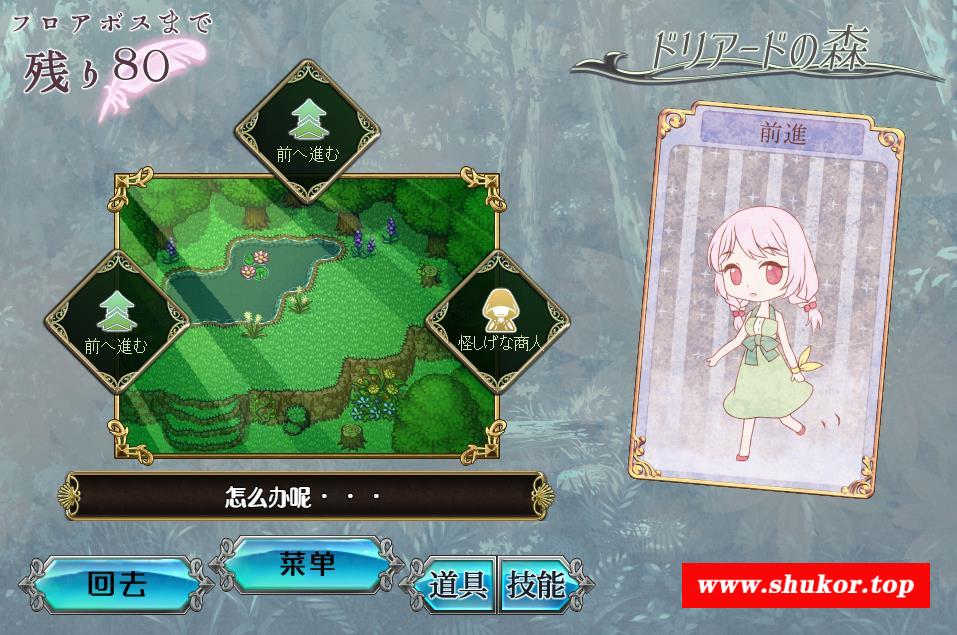 フロアボスまで
残り80
ドリアードの森
前へ進む
前進
前へ進む
怪しげな商人
怎么办呢・・・
回去
菜单
道具
技能
www.shukor.top